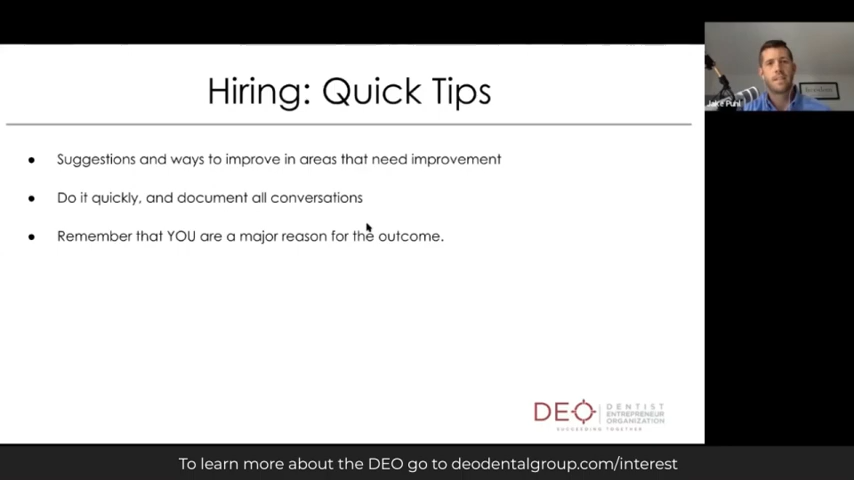 Hiring: Quick Tips
Jake Puhl
● Suggestions and ways to improve in areas that need improvement
● Do it quickly, and document all conversations
● Remember that YOU are a major reason for the outcome.
DEO
DENTIST
ENTREPRENEUR
ORGANIZATION
SUCCEEDING TOGETHER
To learn more about the DEO go to deodentalgroup.com/interest